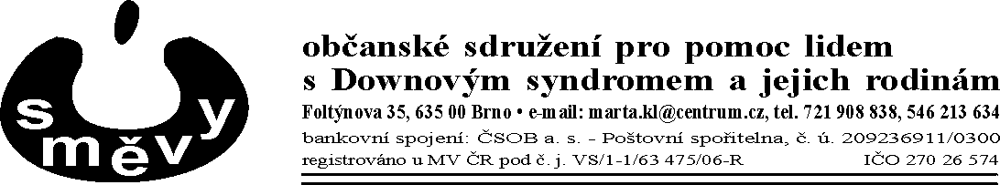 úsměvy
občanské sdružení pro pomoc lidem
s Downovým syndromem a jejich rodinám
Foltýnova 35, 635 00 Brno • e-mail: marta.kl@centrum.cz, tel. 721 908 838, 546 213 634
bankovní spojení: ČSOB a. s. - Poštovní spořitelna, č. ú. 209236911/0300
registrováno u MV ČR pod č. j. VS/1-1/63 475/06-R IČO 270 26 574